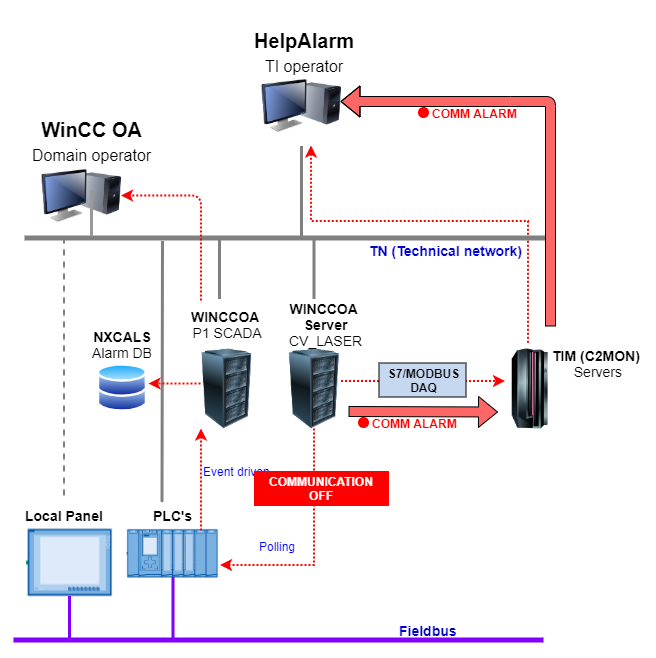 HelpAlarm
TI operator
COMM ALARM
WinCC OA
Domain operator
TN (Technical network)
WINCCOA
P1 SCADA
WINCCOA
Server
CV_LASER
NXCALS
Alarm DB
S7/MODBUS
DAQ
TIM (C2MON)
Servers
COMM ALARM
Event driven
COMMUNICATION
OFF
Local Panel
PLC's
Polling
Fieldbus